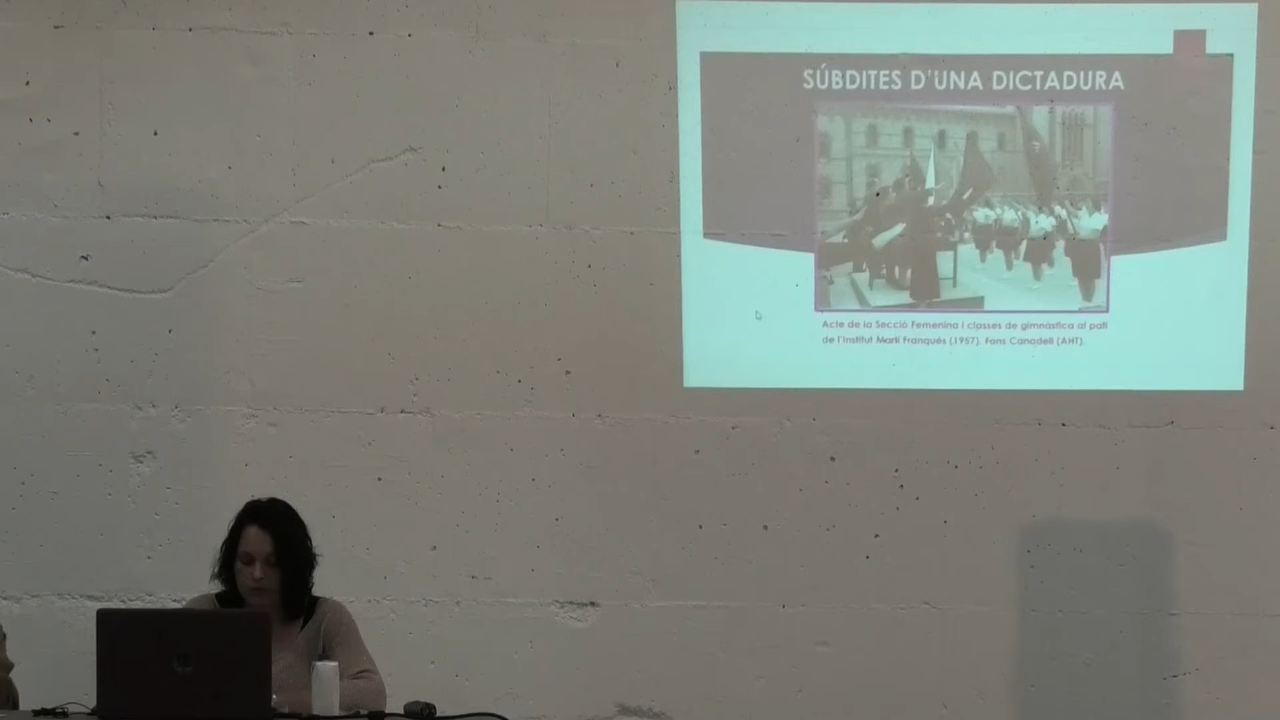 SÚBDITES D'UNA DICTADURA
Acte de la Secció Femenina i classes de gimnàstica al pati
de l'Institut Martí Franqués (1957). Fons Canadell (AHT).